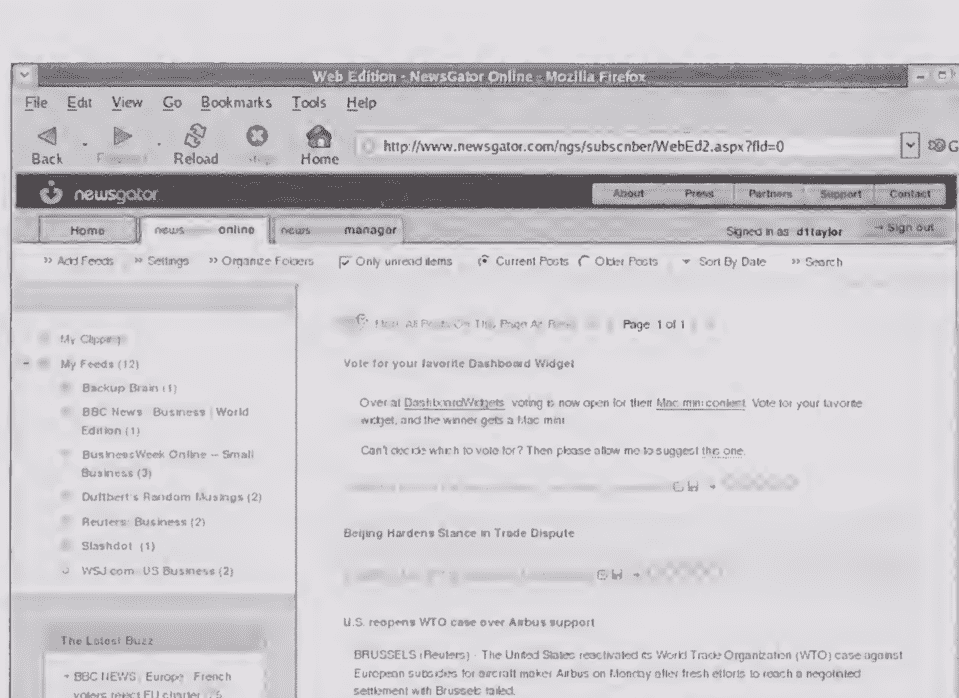 Web Edition - NewsGator Online - Mozilla Firefox
File Edit View Go Bookmarks Tools Help
http://www.newsgator.com/ngs/subscnber/WebEd2.aspx?fId=0
Back Reload Home
newsgator
About Press Partners Support Contact
Home news online news manager
Signed in as d1taylor → Sign out
» Add Feeds » Settings » Organize Folders Only unread items Current Posts Older Posts Sort By Date » Search
My Clippings
My Feeds (12)
Backup Brain (1)
BBC News Business World
Edition (1)
BusinessWeek Online -- Small
Business (3)
Duffbert's Random Musings (2)
Reuters: Business (2)
Slashdot (1)
WSJ.com: US Business (2)
The Latest Buzz
BBC NEWS Europe French
voters reject EU charter
Page 1 of 1
Vote for your favorite Dashboard Widget
Over at DashboardWidgets voting is now open for their Mac mini contest. Vote for your favorite
widget, and the winner gets a Mac mini
Can't decide which to vote for? Then please allow me to suggest this one.
Beijing Hardens Stance in Trade Dispute
U.S. reopens WTO case over Airbus support
BRUSSELS (Reuters) - The United States reactivated its World Trade Organization (WTO) case against
European subsidies for aircraft maker Airbus on Monday after fresh efforts to reach a negotiated
settlement with Brussels failed.